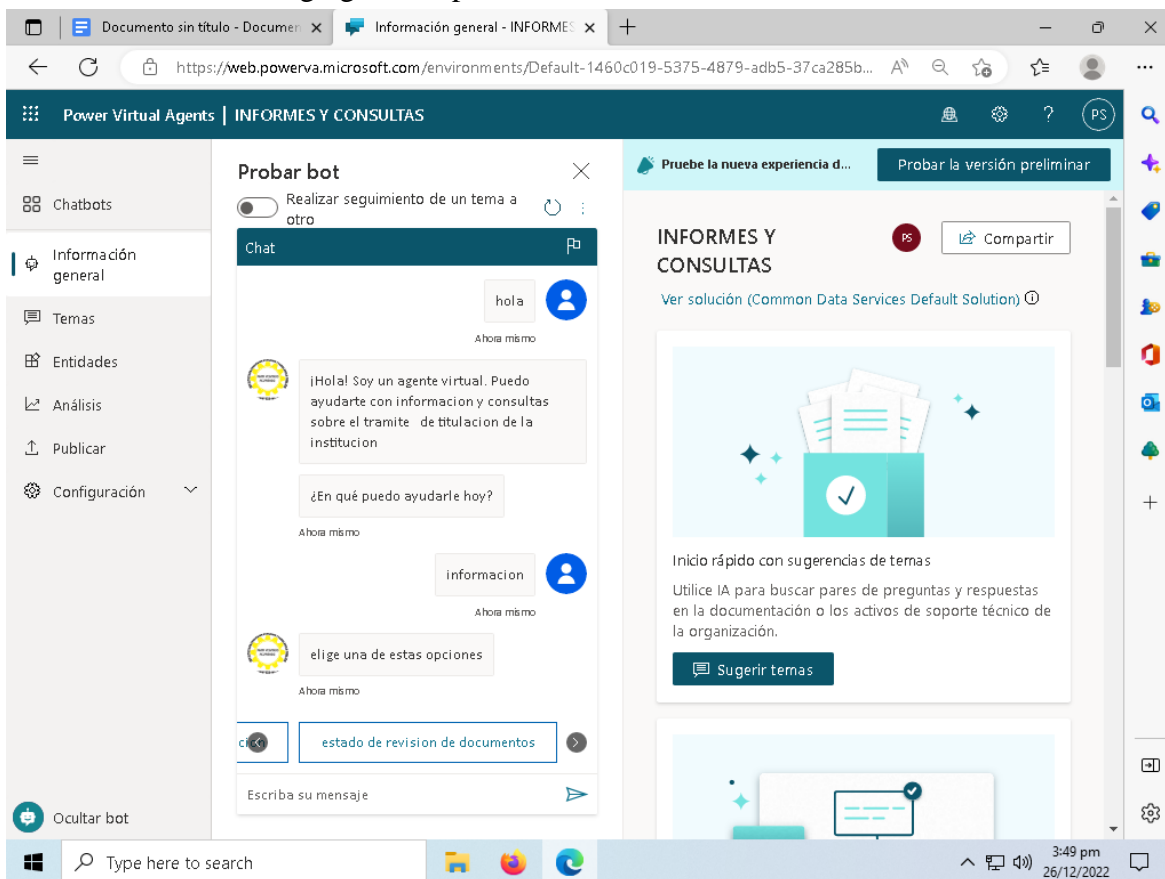 Documento sin títu
lo - Documen
Información general - INFORMES
https://web.powerva.microsoft.com/environments/Default-1460c019-5375-4879-adb5-37ca285b...
Power Virtual Agents | INFORMES Y CONSULTAS
?
PS
Chatbots
Información
general
Temas
Entidades
Análisis
Publicar
Configuración
Ocultar bot
Probar bot
Realizar seguimiento de un tema a
otro
Chat
hola
Ahora mismo
¡Hola! Soy un agente virtual. Puedo
ayudarte con informacion y consultas
sobre el tramite de titulacion de la
institucion
¿En qué puedo ayudarle hoy?
Ahora mismo
informacion
Ahora mismo
elige una de estas opciones
Ahora mismo
estado de revision de documentos
Escriba su mensaje
Pruebe la nueva experiencia d...
Probar la versión preliminar
INFORMES Y
CONSULTAS
PS
Compartir
Ver solución (Common Data Services Default Solution)
Inicio rápido con sugerencias de temas
Utilice IA para buscar pares de preguntas y respuestas
en la documentación o los activos de soporte técnico de
la organización.
Sugerir temas
Type here to search
3:49 pm
26/12/2022